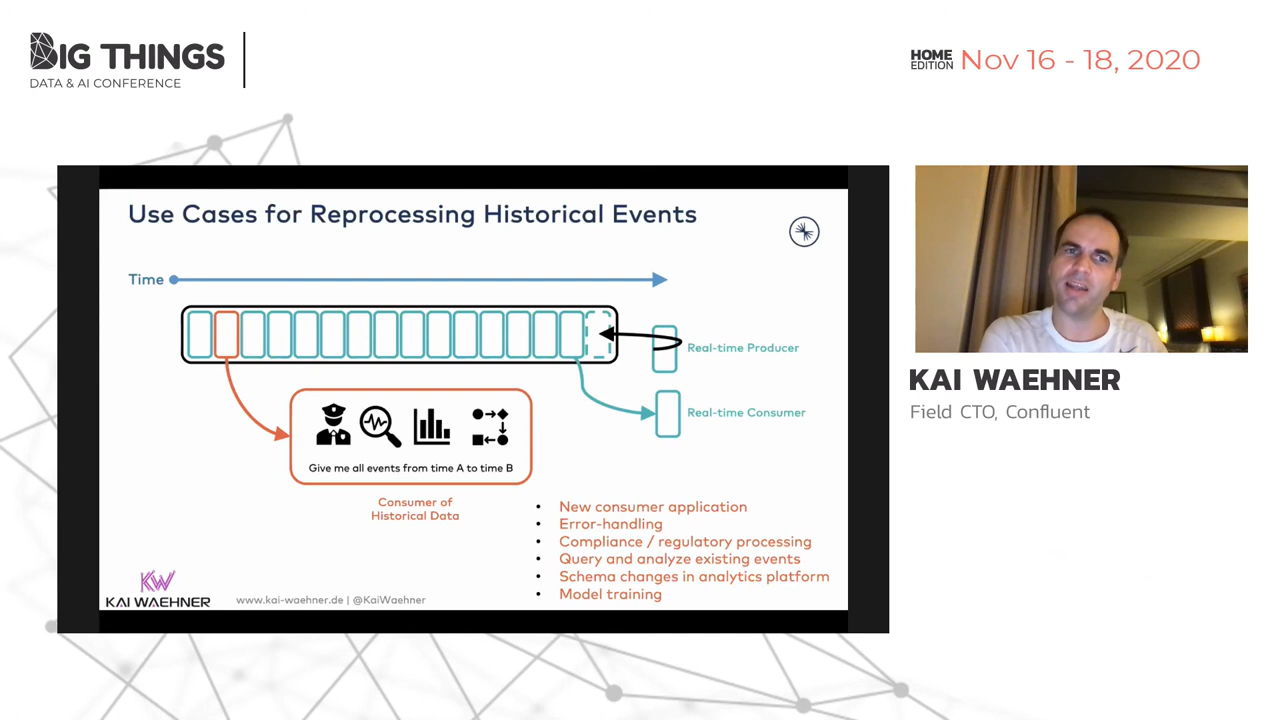 BIG THINGS
DATA & AI CONFERENCE
HOME
EDITION
Nov 16 - 18, 2020
Use Cases for Reprocessing Historical Events
Time
Real-time Producer
Real-time Consumer
Give me all events from time A to time B
Consumer of
Historical Data
• New consumer application
• Error-handling
• Compliance / regulatory processing
• Query and analyze existing events
• Schema changes in analytics platform
• Model training
KW
KAI WAEHNER
www.kai-waehner.de | @KaiWaehner
KAI WAEHNER
Field CTO, Confluent